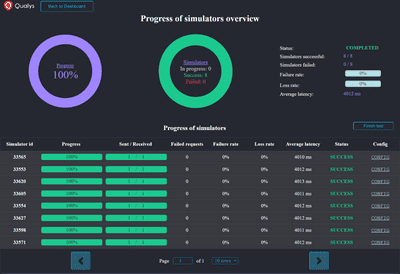 Qualys
Back to Dashboard
Progress of simulators overview
Progress
100%
Simulators
In progress: 0
Success: 8
Failed: 0
Status: COMPLETED
Simulators successful: 8 / 8
Simulators failed: 0 / 8
Failure rate: 0%
Loss rate: 0%
Average latency: 4012 ms
Progress of simulators
Finish test
Simulator id Progress Sent / Received Failed requests Failure rate Loss rate Average latency Status Config
33565 100% 1 / 1 0 0% 0% 4010 ms SUCCESS CONFIG
33553 100% 1 / 1 0 0% 0% 4012 ms SUCCESS CONFIG
33620 100% 1 / 1 0 0% 0% 4013 ms SUCCESS CONFIG
33605 100% 1 / 1 0 0% 0% 4011 ms SUCCESS CONFIG
33554 100% 1 / 1 0 0% 0% 4012 ms SUCCESS CONFIG
33627 100% 1 / 1 0 0% 0% 4012 ms SUCCESS CONFIG
33598 100% 1 / 1 0 0% 0% 4011 ms SUCCESS CONFIG
33571 100% 1 / 1 0 0% 0% 4012 ms SUCCESS CONFIG
Page 1 of 1 10 rows